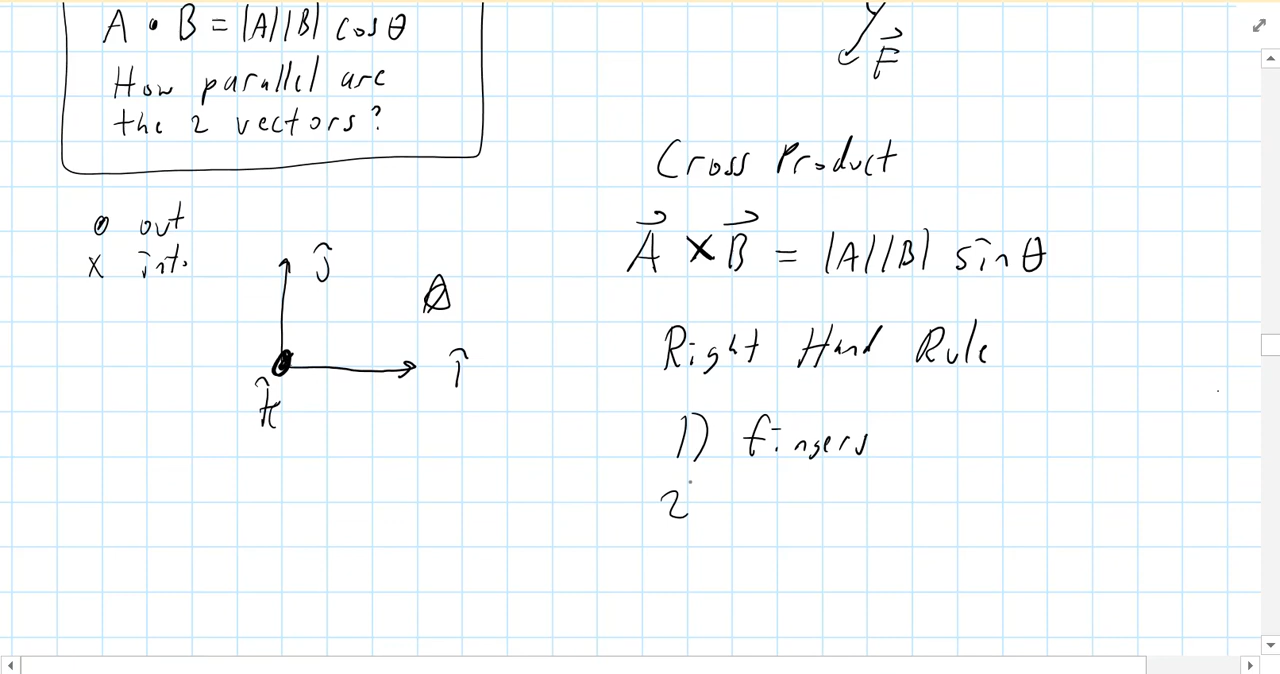 A • B = |A||B| cos θ
How parallel are
the 2 vectors?
• out
x into
ĵ
î
k̂
F⃗
Cross Product
A⃗ × B⃗ = |A||B| sin θ
Right Hand Rule
1) fingers
2